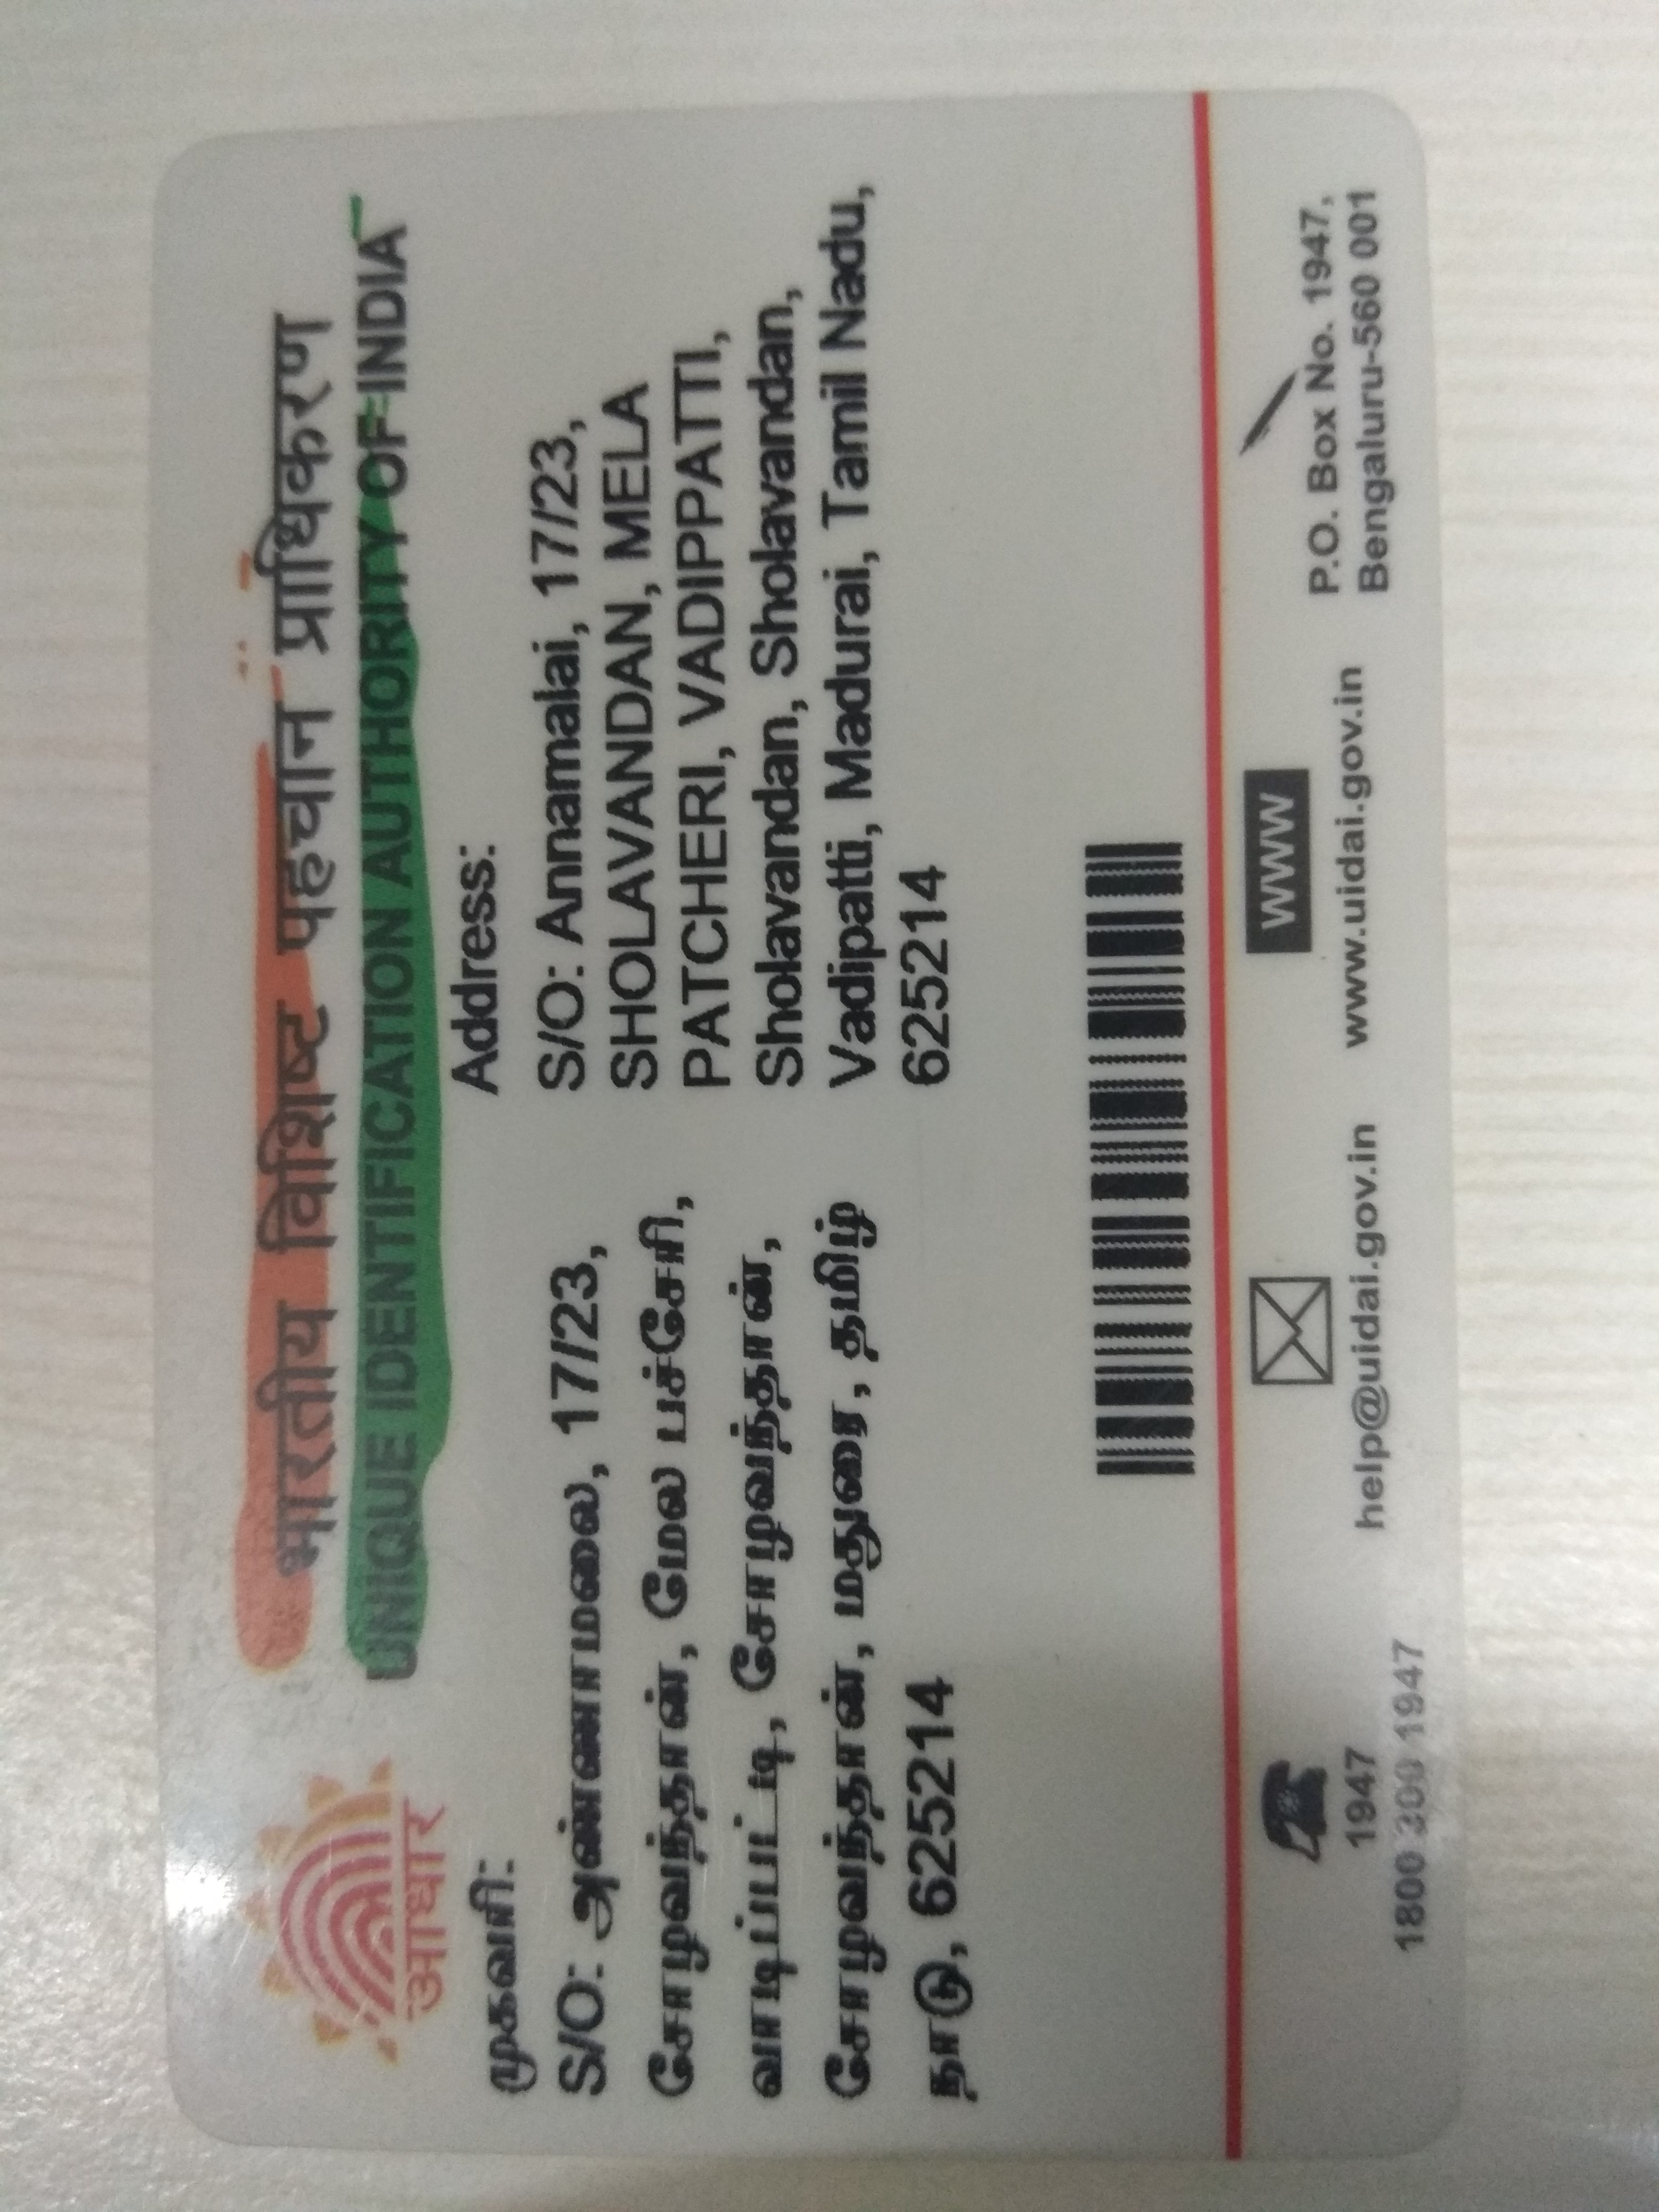 भारतीय विशिष्ट पहचान प्राधिकरण
UNIQUE IDENTIFICATION AUTHORITY OF INDIA
आधार
முகவரி:
S/O: அண்ணாமலை, 17/23,
சோழவந்தான், மேல பச்சேரி,
வாடிப்பட்டி, சோழவந்தான்,
சோழவந்தான், மதுரை, தமிழ்
நாடு, 625214
Address:
S/O: Annamalai, 17/23,
SHOLAVANDAN, MELA
PATCHERI, VADIPPATTI,
Sholavandan, Sholavandan,
Vadipatti, Madurai, Tamil Nadu,
625214
1947
1800 300 1947
help@uidai.gov.in
WWW
www.uidai.gov.in
P.O. Box No. 1947,
Bengaluru-560 001